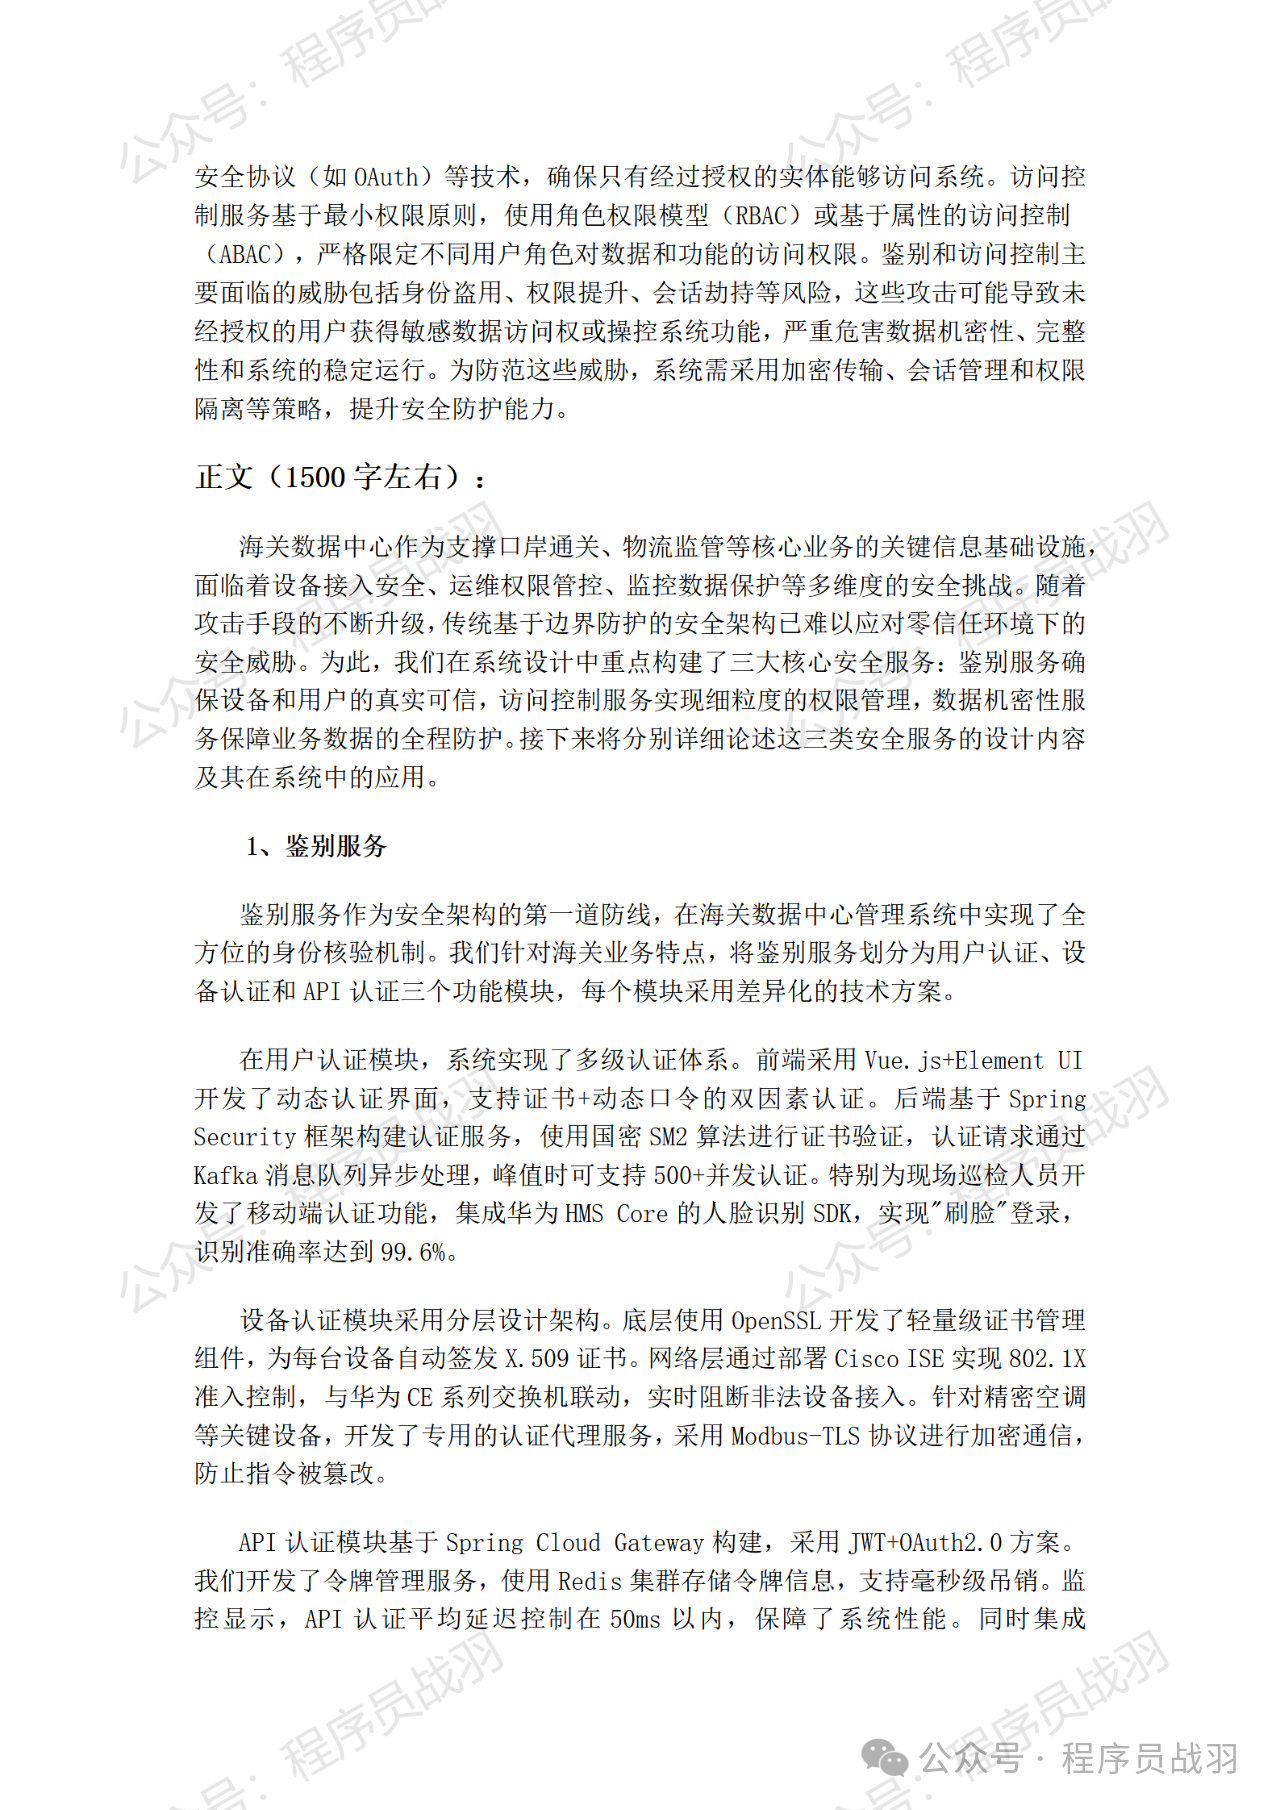 安全协议（如 OAuth）等技术，确保只有经过授权的实体能够访问系统。访问控
制服务基于最小权限原则，使用角色权限模型（RBAC）或基于属性的访问控制
（ABAC），严格限定不同用户角色对数据和功能的访问权限。鉴别和访问控制主
要面临的威胁包括身份盗用、权限提升、会话劫持等风险，这些攻击可能导致未
经授权的用户获得敏感数据访问权或操控系统功能，严重危害数据机密性、完整
性和系统的稳定运行。为防范这些威胁，系统需采用加密传输、会话管理和权限
隔离等策略，提升安全防护能力。
正文（1500 字左右）：
海关数据中心作为支撑口岸通关、物流监管等核心业务的关键信息基础设施，
面临着设备接入安全、运维权限管控、监控数据保护等多维度的安全挑战。随着
攻击手段的不断升级，传统基于边界防护的安全架构已难以应对零信任环境下的
安全威胁。为此，我们在系统设计中重点构建了三大核心安全服务：鉴别服务确
保设备和用户的真实可信，访问控制服务实现细粒度的权限管理，数据机密性服
务保障业务数据的全程防护。接下来将分别详细论述这三类安全服务的设计内容
及其在系统中的应用。
1、鉴别服务
鉴别服务作为安全架构的第一道防线，在海关数据中心管理系统中实现了全
方位的身份核验机制。我们针对海关业务特点，将鉴别服务划分为用户认证、设
备认证和 API 认证三个功能模块，每个模块采用差异化的技术方案。
在用户认证模块，系统实现了多级认证体系。前端采用 Vue.js+Element UI
开发了动态认证界面，支持证书+动态口令的双因素认证。后端基于 Spring
Security 框架构建认证服务，使用国密 SM2 算法进行证书验证，认证请求通过
Kafka 消息队列异步处理，峰值时可支持 500+并发认证。特别为现场巡检人员开
发了移动端认证功能，集成华为 HMS Core 的人脸识别 SDK，实现"刷脸"登录，
识别准确率达到 99.6%。
设备认证模块采用分层设计架构。底层使用 OpenSSL 开发了轻量级证书管理
组件，为每台设备自动签发 X.509 证书。网络层通过部署 Cisco ISE 实现 802.1X
准入控制，与华为 CE 系列交换机联动，实时阻断非法设备接入。针对精密空调
等关键设备，开发了专用的认证代理服务，采用 Modbus-TLS 协议进行加密通信，
防止指令被篡改。
API 认证模块基于 Spring Cloud Gateway 构建，采用 JWT+OAuth2.0 方案。
我们开发了令牌管理服务，使用 Redis 集群存储令牌信息，支持毫秒级吊销。监
控显示，API 认证平均延迟控制在 50ms 以内，保障了系统性能。同时集成
公众号 · 程序员战羽